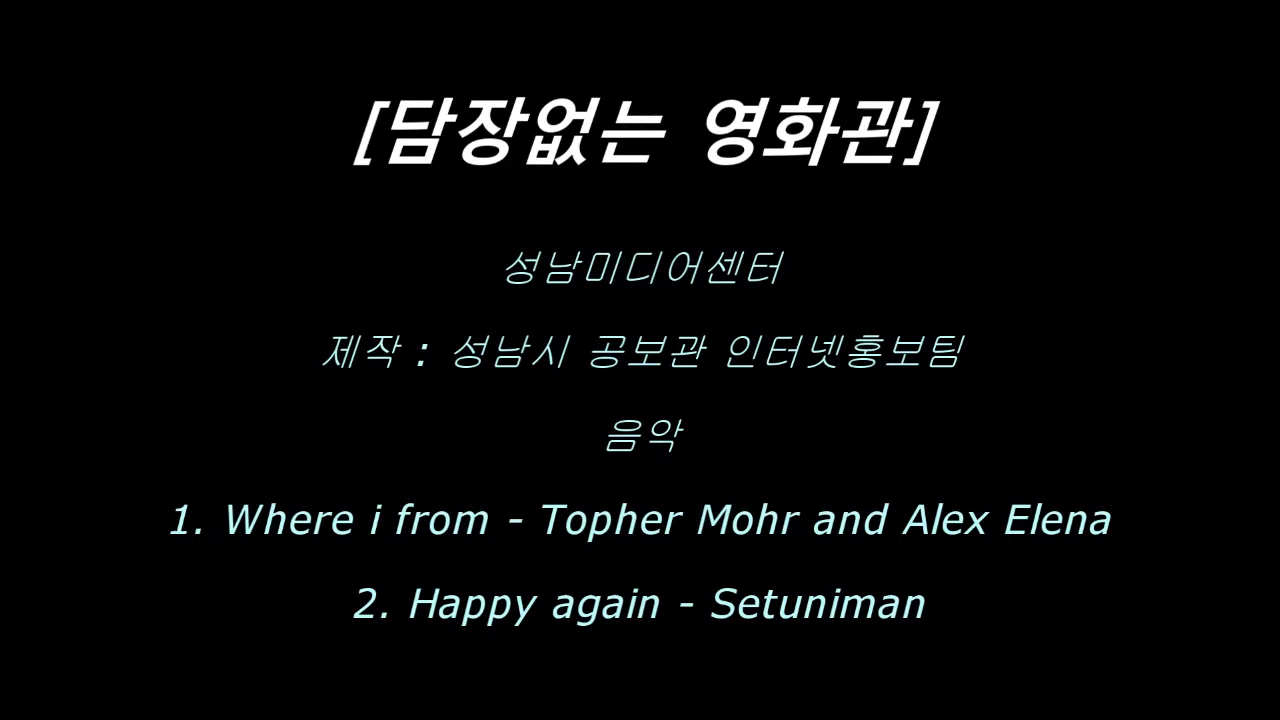 [담장없는 영화관]
성남미디어센터
제작 : 성남시 공보관 인터넷홍보팀
음악
1. Where i from - Topher Mohr and Alex Elena
2. Happy again - Setuniman